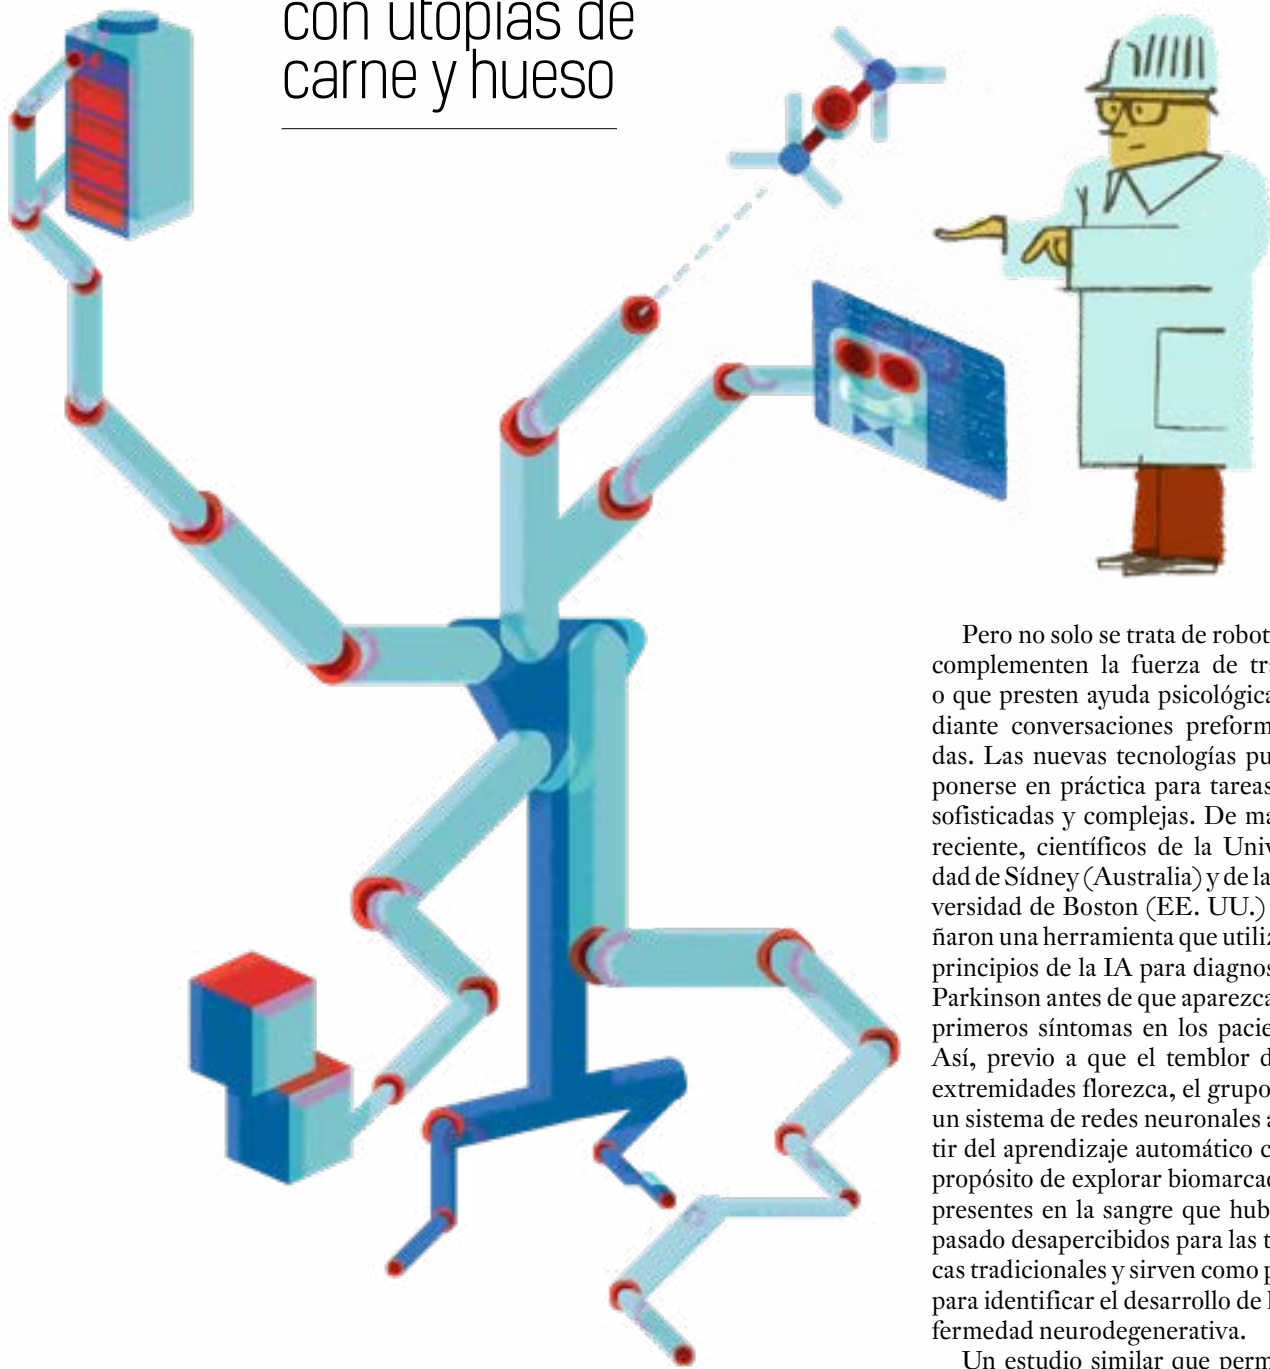 con utopías de
carne y hueso
Pero no solo se trata de robot
complementen la fuerza de tra
o que presten ayuda psicológica
diante conversaciones preform
das. Las nuevas tecnologías pu
ponerse en práctica para tareas
sofisticadas y complejas. De ma
reciente, científicos de la Univ
dad de Sídney (Australia) y de la
versidad de Boston (EE. UU.)
ñaron una herramienta que utiliz
principios de la IA para diagnos
Parkinson antes de que aparezca
primeros síntomas en los pacie
Así, previo a que el temblor d
extremidades florezca, el grupo
un sistema de redes neuronales a
tir del aprendizaje automático c
propósito de explorar biomarcad
presentes en la sangre que hub
pasado desapercibidos para las t
cas tradicionales y sirven como p
para identificar el desarrollo de l
fermedad neurodegenerativa.
Un estudio similar que perm